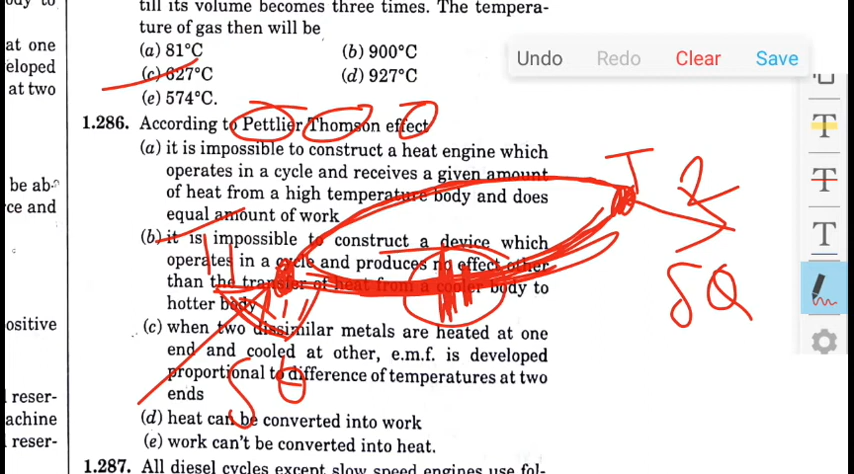 till its volume becomes three times. The tempera-
ture of gas then will be
(a) 81°C (b) 900°C
(c) 627°C (d) 927°C
(e) 574°C.
1.286. According to Pettlier Thomson effect
(a) it is impossible to construct a heat engine which
operates in a cycle and receives a given amount
of heat from a high temperature body and does
equal amount of work
(b) it is impossible to construct a device which
operates in a cycle and produces no effect other
than the transfer of heat from a cooler body to
hotter body
(c) when two dissimilar metals are heated at one
end and cooled at other, e.m.f. is developed
proportional to difference of temperatures at two
ends
(d) heat can be converted into work
(e) work can't be converted into heat.
1.287. All diesel cycles except slow speed engines use fol-
at one
eloped
at two
be ab-
ce and
ositive
reser-
achine
reser-
Undo Redo Clear Save
T
T
T
δQ
δθ